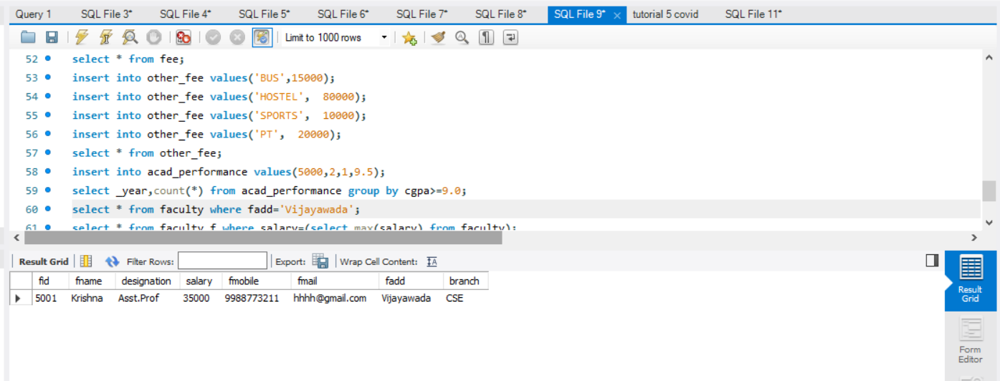 Query 1 SQL File 3* SQL File 4* SQL File 5* SQL File 6* SQL File 7* SQL File 8* SQL File 9* × tutorial 5 covid SQL File 11*
Limit to 1000 rows
52 select * from fee;
53 insert into other_fee values('BUS',15000);
54 insert into other_fee values('HOSTEL', 80000);
55 insert into other_fee values('SPORTS', 10000);
56 insert into other_fee values('PT', 20000);
57 select * from other_fee;
58 insert into acad_performance values(5000,2,1,9.5);
59 select _year,count(*) from acad_performance group by cgpa>=9.0;
60 select * from faculty where fadd='Vijayawada';
61 select * from faculty f where salary=(select max(salary) from faculty);
Result Grid Filter Rows: Export: Wrap Cell Content: IA
fid fname designation salary fmobile fmail fadd branch
5001 Krishna Asst.Prof 35000 9988773211 hhhh@gmail.com Vijayawada CSE
Result
Grid
Form
Editor